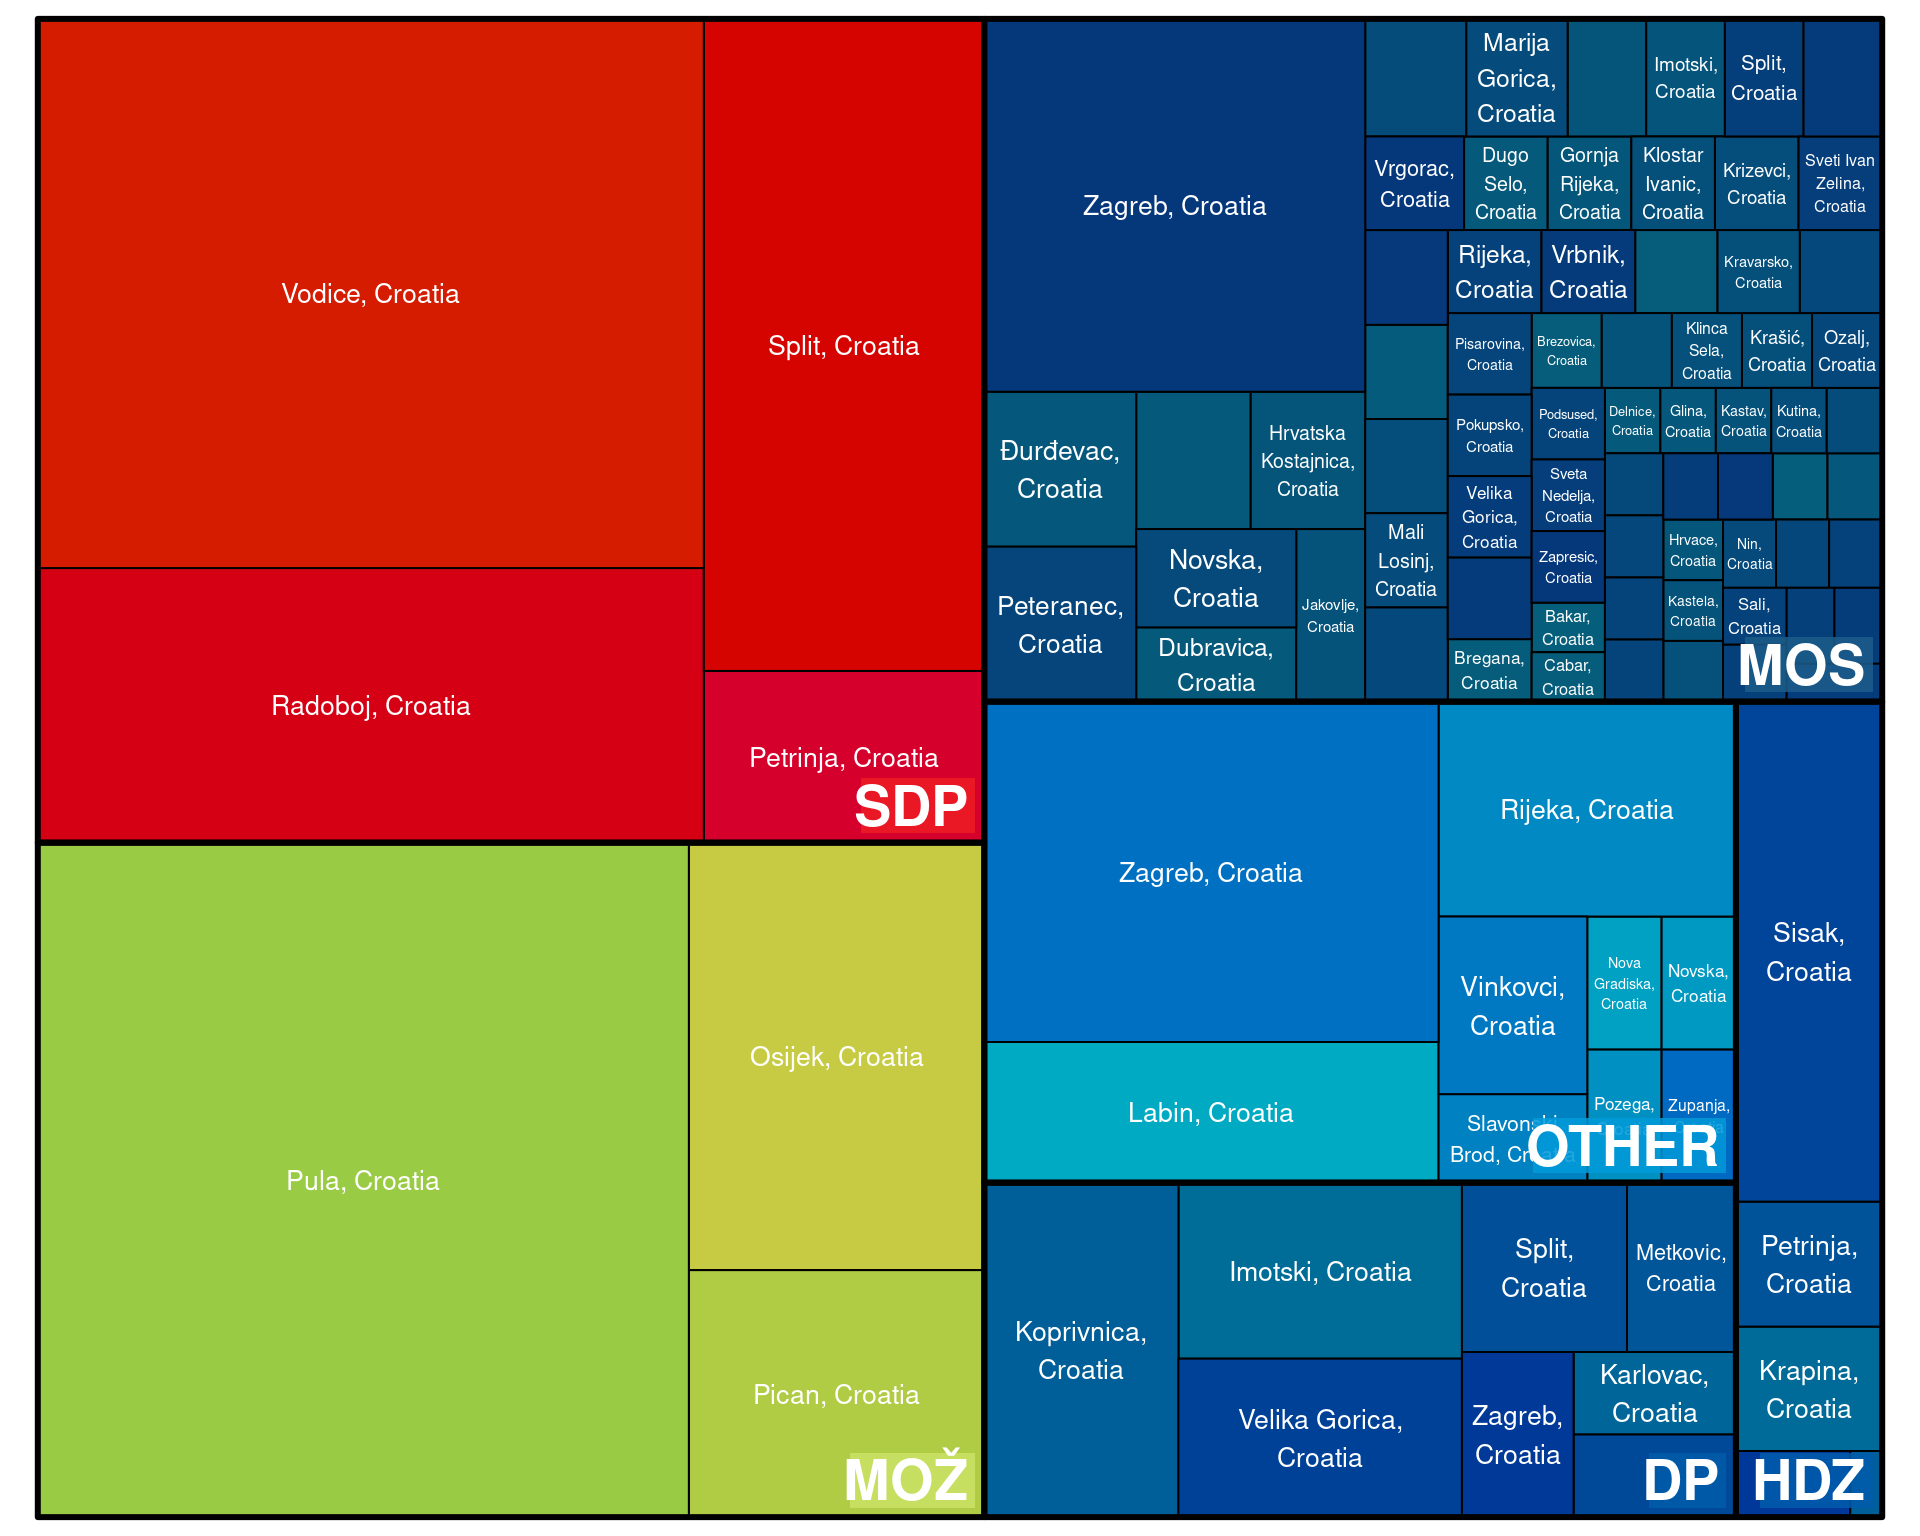 Vodice, Croatia
Split, Croatia
Radoboj, Croatia
Petrinja, Croatia
SDP
Pula, Croatia
Osijek, Croatia
Pican, Croatia
MOŽ
Zagreb, Croatia
Marija
Gorica,
Croatia
Imotski,
Croatia
Split,
Croatia
Vrgorac,
Croatia
Dugo
Selo,
Croatia
Gornja
Rijeka,
Croatia
Klostar
Ivanic,
Croatia
Krizevci,
Croatia
Sveti Ivan
Zelina,
Croatia
Rijeka,
Croatia
Vrbnik,
Croatia
Kravarsko,
Croatia
Pisarovina,
Croatia
Brezovica,
Croatia
Klinca
Sela,
Croatia
Krašić,
Croatia
Ozalj,
Croatia
Đurđevac,
Croatia
Hrvatska
Kostajnica,
Croatia
Pokupsko,
Croatia
Podsused,
Croatia
Delnice,
Croatia
Glina,
Croatia
Kastav,
Croatia
Kutina,
Croatia
Velika
Gorica,
Croatia
Sveta
Nedelja,
Croatia
Peteranec,
Croatia
Novska,
Croatia
Jakovlje,
Croatia
Dubravica,
Croatia
Mali
Losinj,
Croatia
Zapresic,
Croatia
Hrvace,
Croatia
Nin,
Croatia
Bakar,
Croatia
Kastela,
Croatia
Sali,
Croatia
Bregana,
Croatia
Cabar,
Croatia
MOS
Zagreb, Croatia
Rijeka, Croatia
Labin, Croatia
Vinkovci,
Croatia
Nova
Gradiska,
Croatia
Novska,
Croatia
Slavonski
Brod, Croatia
Pozega,
Zupanja,
OTHER
Sisak,
Croatia
Petrinja,
Croatia
Krapina,
Croatia
HDZ
Koprivnica,
Croatia
Imotski, Croatia
Velika Gorica,
Croatia
Split,
Croatia
Metkovic,
Croatia
Zagreb,
Croatia
Karlovac,
Croatia
DP